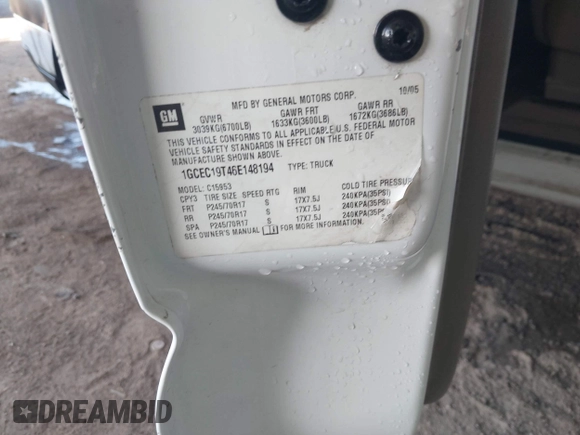 MFD BY GENERAL MOTORS CORP. 10/05
GM GVWR GAWR FRT GAWR RR
3039KG(6700LB) 1633KG(3600LB) 1672KG(3686LB)
THIS VEHICLE CONFORMS TO ALL APPLICABLE U.S. FEDERAL MOTOR
VEHICLE SAFETY STANDARDS IN EFFECT ON THE DATE OF
MANUFACTURE SHOWN ABOVE.
1GCEC19T46E148194 TYPE: TRUCK
MODEL: C15953
CPY3 TIRE SIZE SPEED RTG RIM COLD TIRE PRESSURE
FRT P245/70R17 S 17X7.5J 240KPA(35PSI)
RR P245/70R17 S 17X7.5J 240KPA(35PSI)
SPA P245/70R17 S 17X7.5J 240KPA(35PS
SEE OWNER'S MANUAL FOR MORE INFORMATION.
DREAMBID